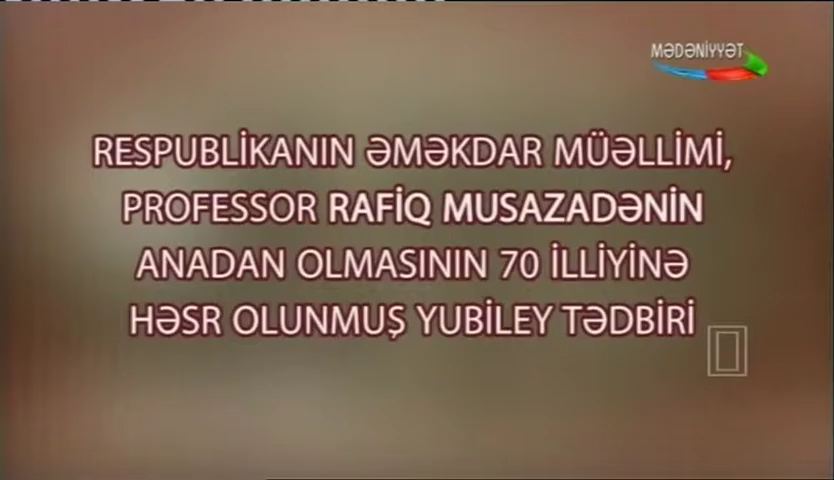 MƏDƏNİYYƏT
RESPUBLİKANIN ƏMƏKDAR MÜƏLLİMİ,
PROFESSOR RAFİQ MUSAZADƏNİN
ANADAN OLMASININ 70 İLLİYİNƏ
HƏSR OLUNMUŞ YUBİLEY TƏDBİRİ